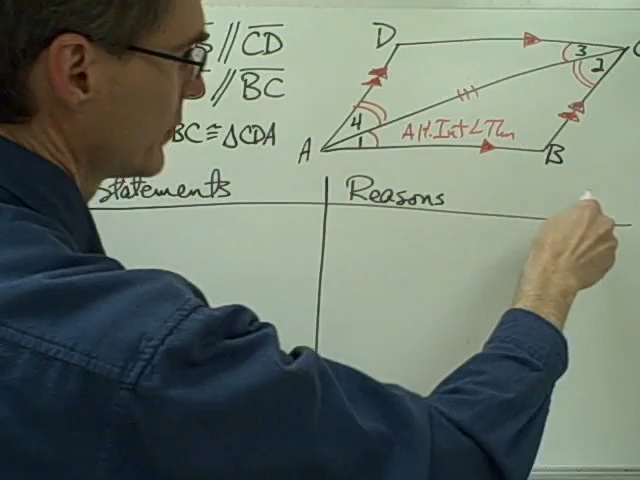 // CD
// BC
BC ≅ ΔCDA
D
C
3
2
4
1
A
B
Alt. Int ∠ Thm
Statements
Reasons